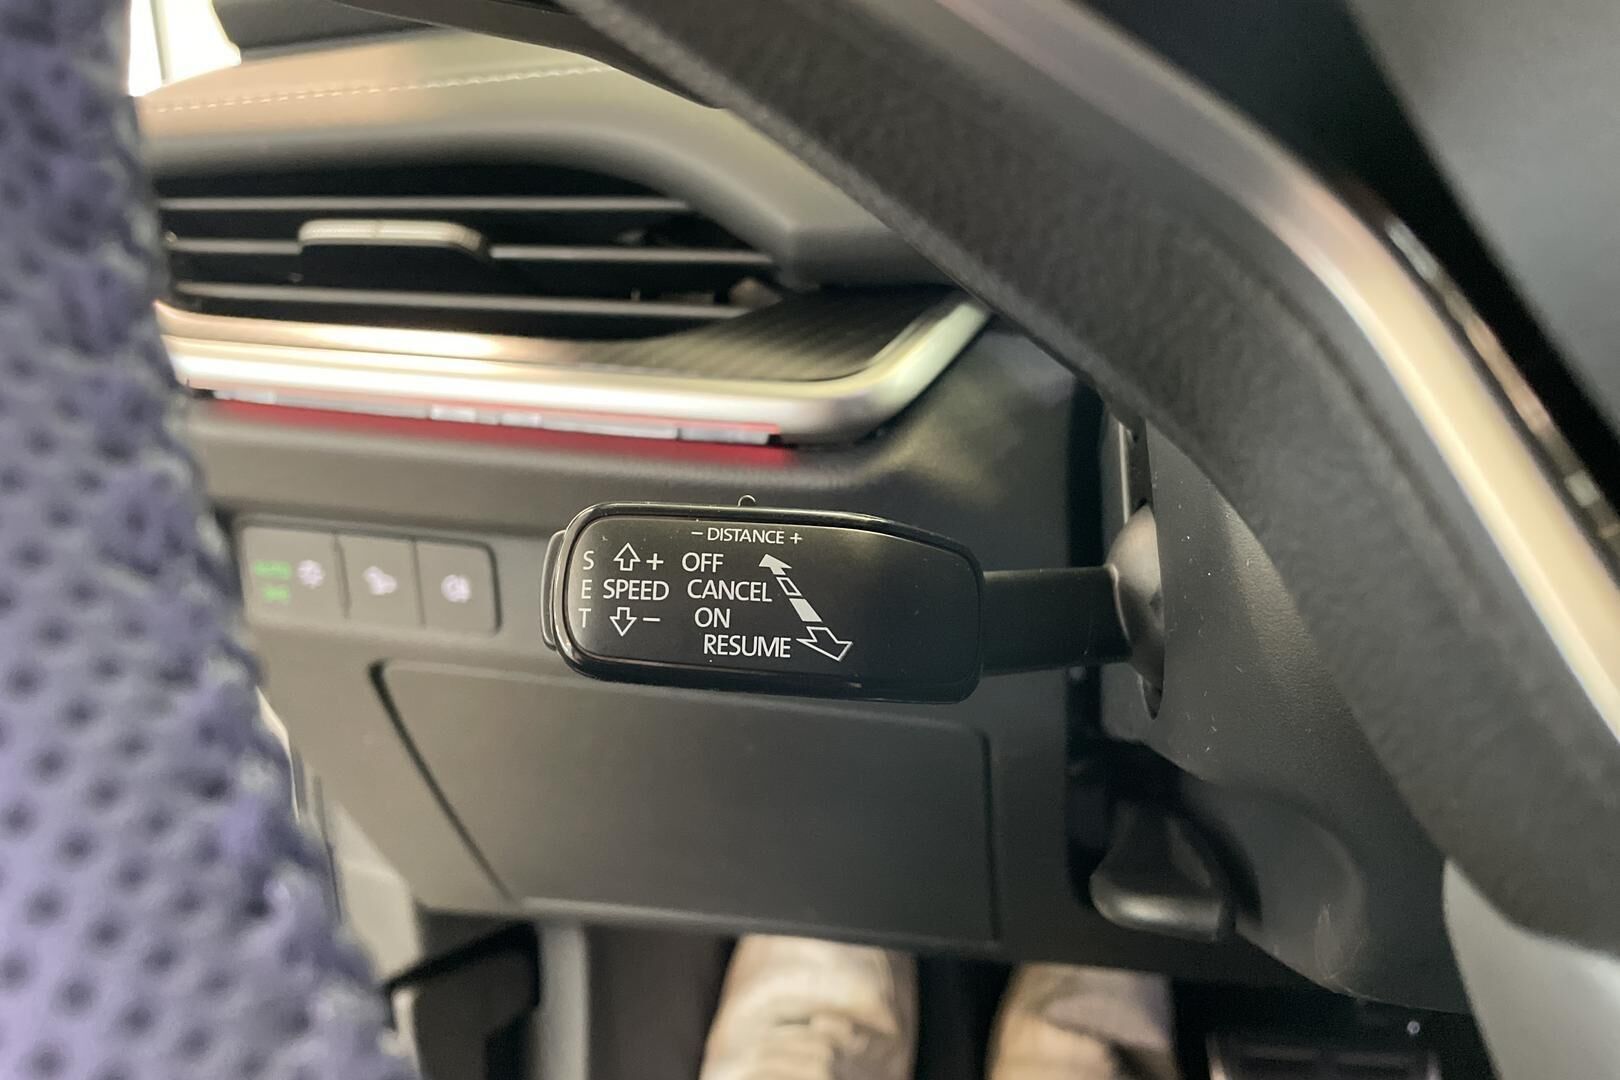 – DISTANCE +
S + OFF
E SPEED CANCEL
T – ON
RESUME